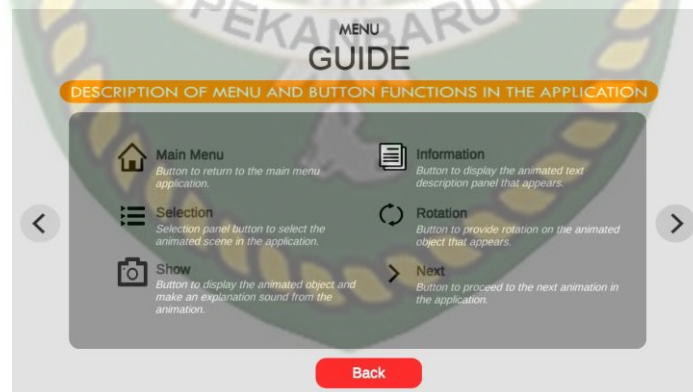 PEKANBARU
MENU
GUIDE
DESCRIPTION OF MENU AND BUTTON FUNCTIONS IN THE APPLICATION
Main Menu
Button to return to the main menu
application.
Selection
Selection panel button to select the
animated scene in the application.
Show
Button to display the animated object and
make an explanation sound from the
animation.
Information
Button to display the animated text
description panel that appears.
Rotation
Button to provide rotation on the animated
object that appears.
Next
Button to proceed to the next animation in
the application.
Back